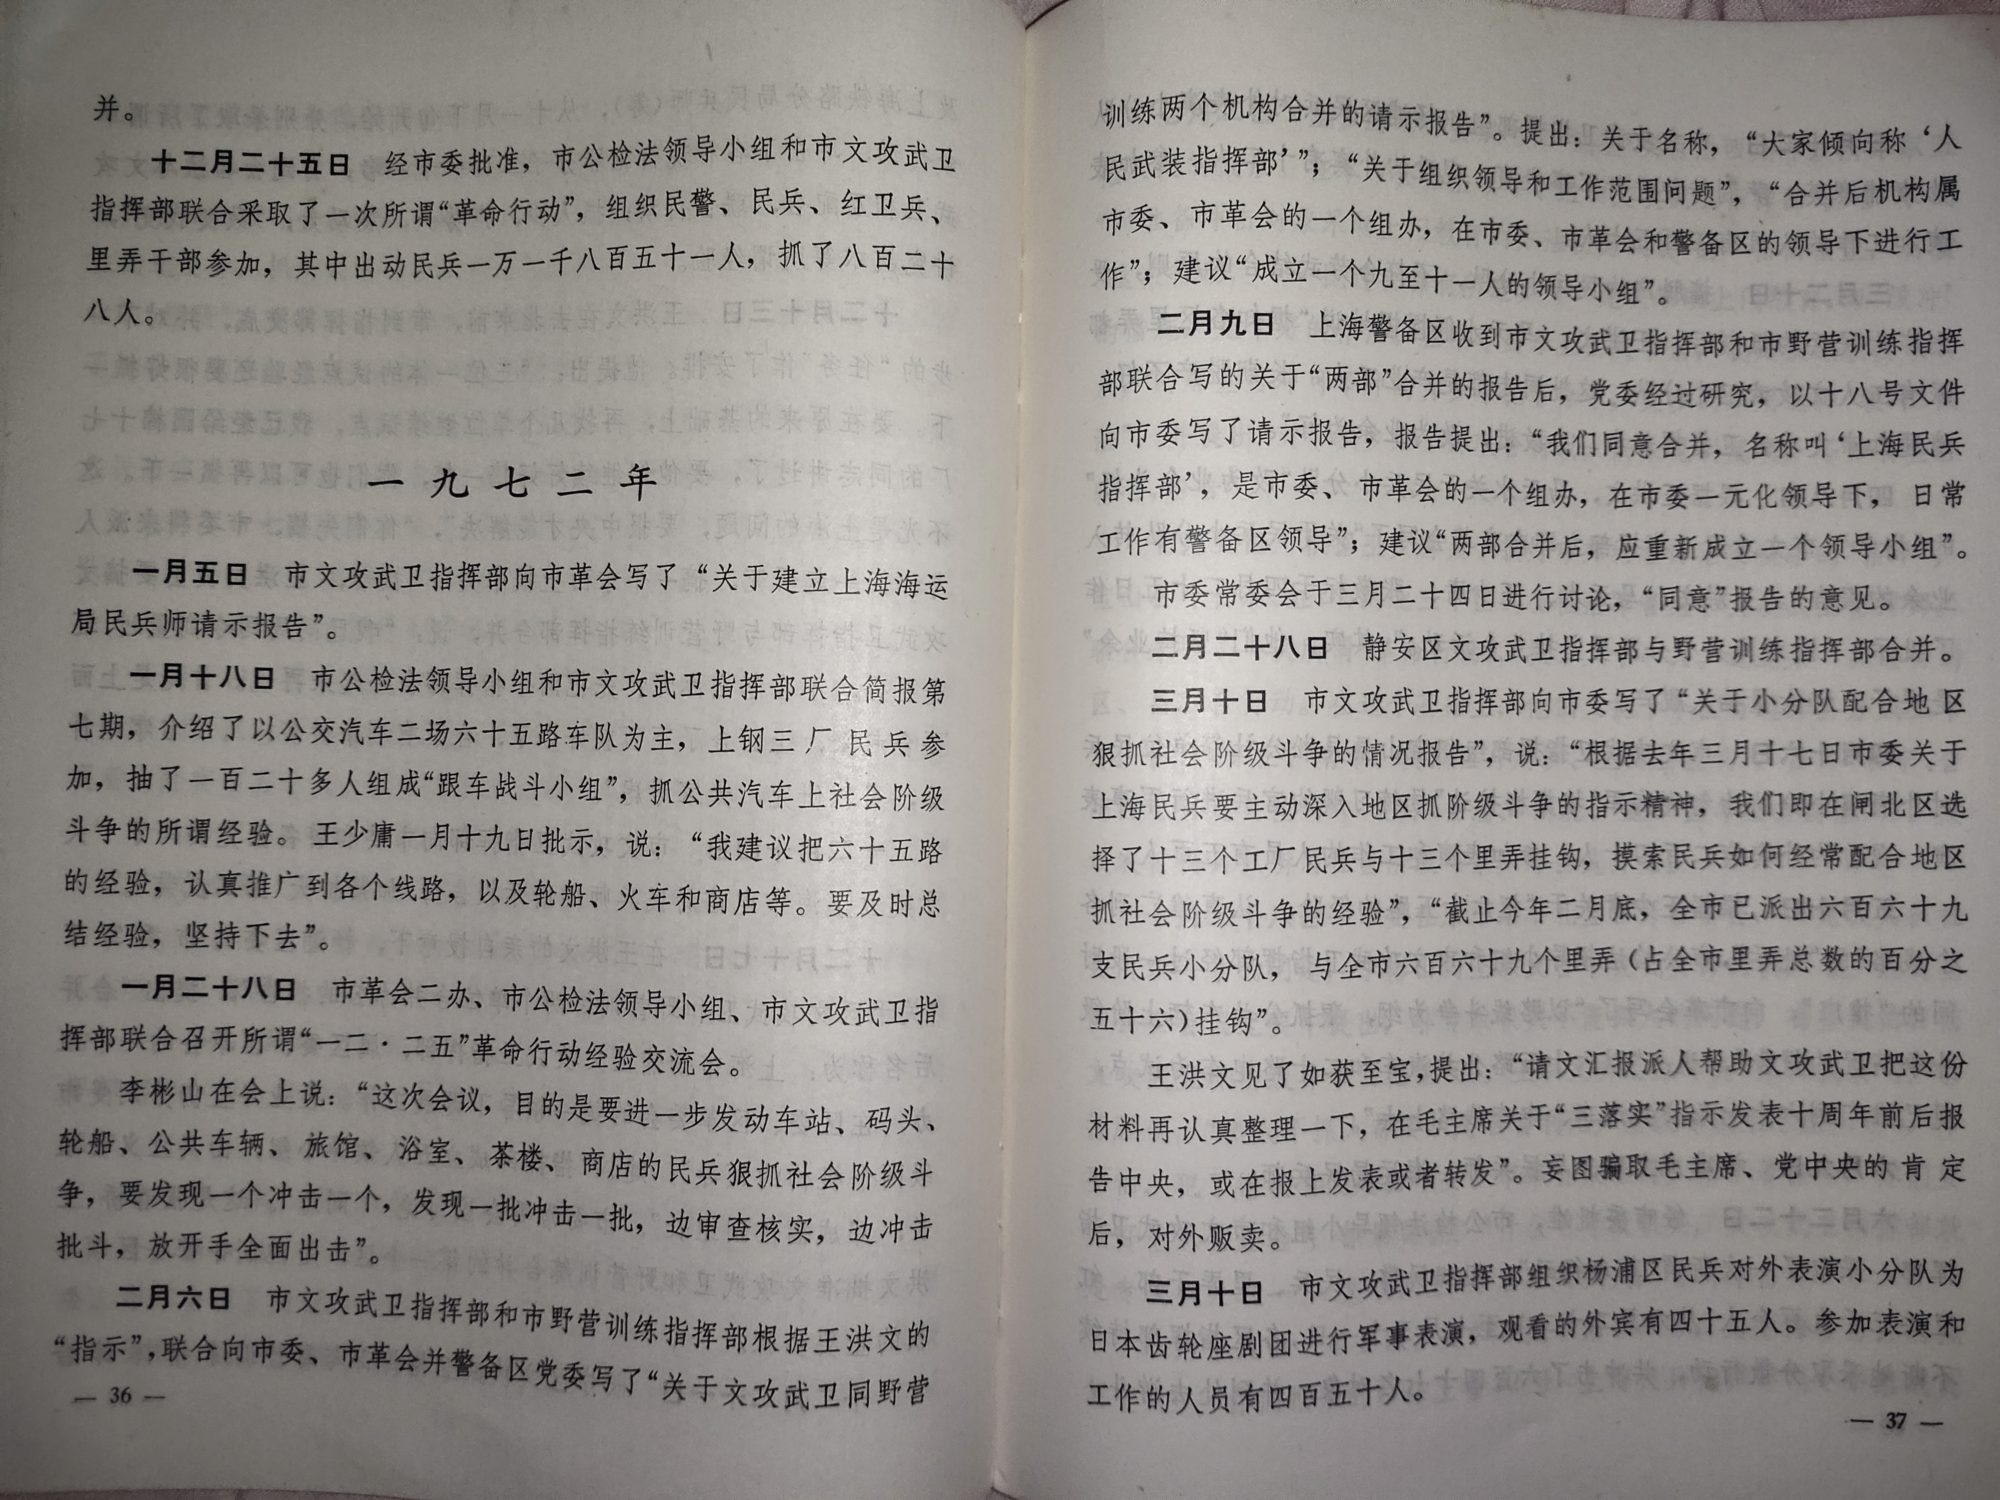 并。
十二月二十五日 经市委批准，市公检法领导小组和市文攻武卫
指挥部联合采取了一次所谓“革命行动”，组织民警、民兵、红卫兵、
里弄干部参加，其中出动民兵一万一千八百五十一人，抓了八百二十
八人。
一九七二年
一月五日 市文攻武卫指挥部向市革会写了“关于建立上海海运
局民兵师请示报告”。
一月十八日 市公检法领导小组和市文攻武卫指挥部联合简报第
七期，介绍了以公交汽车二场六十五路车队为主，上钢三厂民兵参
加，抽了一百二十多人组成“跟车战斗小组”，抓公共汽车上社会阶级
斗争的所谓经验。王少庸一月十九日批示，说：“我建议把六十五路
的经验，认真推广到各个线路，以及轮船、火车和商店等。要及时总
结经验，坚持下去”。
一月二十八日 市革会二办、市公检法领导小组、市文攻武卫指
挥部联合召开所谓“一二·二五”革命行动经验交流会。
李彬山在会上说：“这次会议，目的是要进一步发动车站、码头、
轮船、公共车辆、旅馆、浴室、茶楼、商店的民兵狠抓社会阶级斗
争，要发现一个冲击一个，发现一批冲击一批，边审查核实，边冲击
批斗，放开手全面出击”。
二月六日 市文攻武卫指挥部和市野营训练指挥部根据王洪文的
“指示”，联合向市委、市革会并警备区党委写了“关于文攻武卫同野营
— 36 —
训练两个机构合并的请示报告”。提出：关于名称，“大家倾向称‘人
民武装指挥部’”；“关于组织领导和工作范围问题”，“合并后机构属
市委、市革会的一个组办，在市委、市革会和警备区的领导下进行工
作”；建议“成立一个九至十一人的领导小组”。
二月九日 上海警备区收到市文攻武卫指挥部和市野营训练指挥
部联合写的关于“两部”合并的报告后，党委经过研究，以十八号文件
向市委写了请示报告，报告提出：“我们同意合并，名称叫‘上海民兵
指挥部’，是市委、市革会的一个组办，在市委一元化领导下，日常
工作有警备区领导”；建议“两部合并后，应重新成立一个领导小组”。
市委常委会于三月二十四日进行讨论，“同意”报告的意见。
二月二十八日 静安区文攻武卫指挥部与野营训练指挥部合并。
三月十日 市文攻武卫指挥部向市委写了“关于小分队配合地区
狠抓社会阶级斗争的情况报告”，说：“根据去年三月十七日市委关于
上海民兵要主动深入地区抓阶级斗争的指示精神，我们即在闸北区选
择了十三个工厂民兵与十三个里弄挂钩，摸索民兵如何经常配合地区
抓社会阶级斗争的经验”，“截止今年二月底，全市已派出六百六十九
支民兵小分队，与全市六百六十九个里弄（占全市里弄总数的百分之
五十六）挂钩”。
王洪文见了如获至宝，提出：“请文汇报派人帮助文攻武卫把这份
材料再认真整理一下，在毛主席关于“三落实”指示发表十周年前后报
告中央，或在报上发表或者转发”。妄图骗取毛主席、党中央的肯定
后，对外贩卖。
三月十日 市文攻武卫指挥部组织杨浦区民兵对外表演小分队为
日本齿轮座剧团进行军事表演，观看的外宾有四十五人。参加表演和
工作的人员有四百五十人。
— 37 —